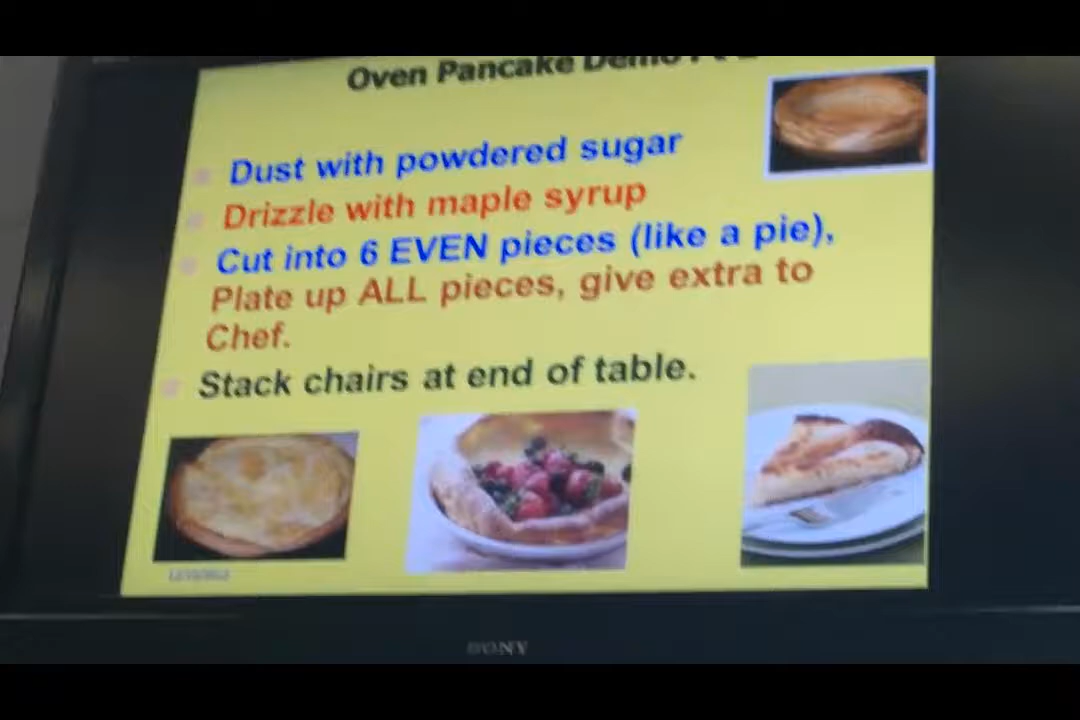 Oven Pancake Demo
Dust with powdered sugar
Drizzle with maple syrup
Cut into 6 EVEN pieces (like a pie),
Plate up ALL pieces, give extra to
Chef.
Stack chairs at end of table.
SONY